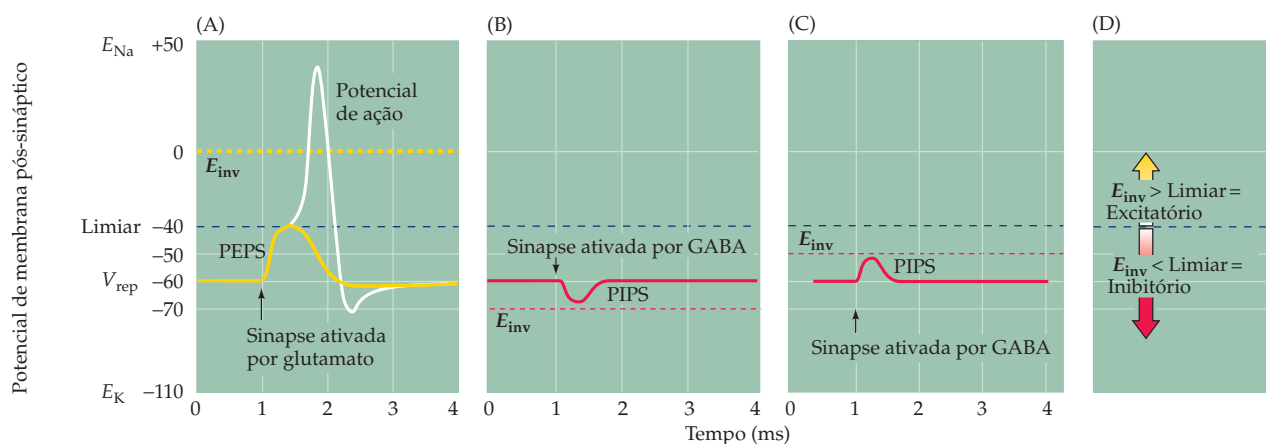 (A)
(B)
(C)
(D)
Potencial de membrana pós-sináptico
E_Na +50
0
Limiar –40
–50
V_rep –60
–70
E_K –110
Potencial
de ação
E_inv
PEPS
Sinapse ativada
por glutamato
0 1 2 3 4
Sinapse ativada por GABA
PIPS
E_inv
0 1 2 3 4
E_inv
PIPS
Sinapse ativada por GABA
0 1 2 3 4
E_inv > Limiar =
Excitatório
E_inv < Limiar =
Inibitório
Tempo (ms)